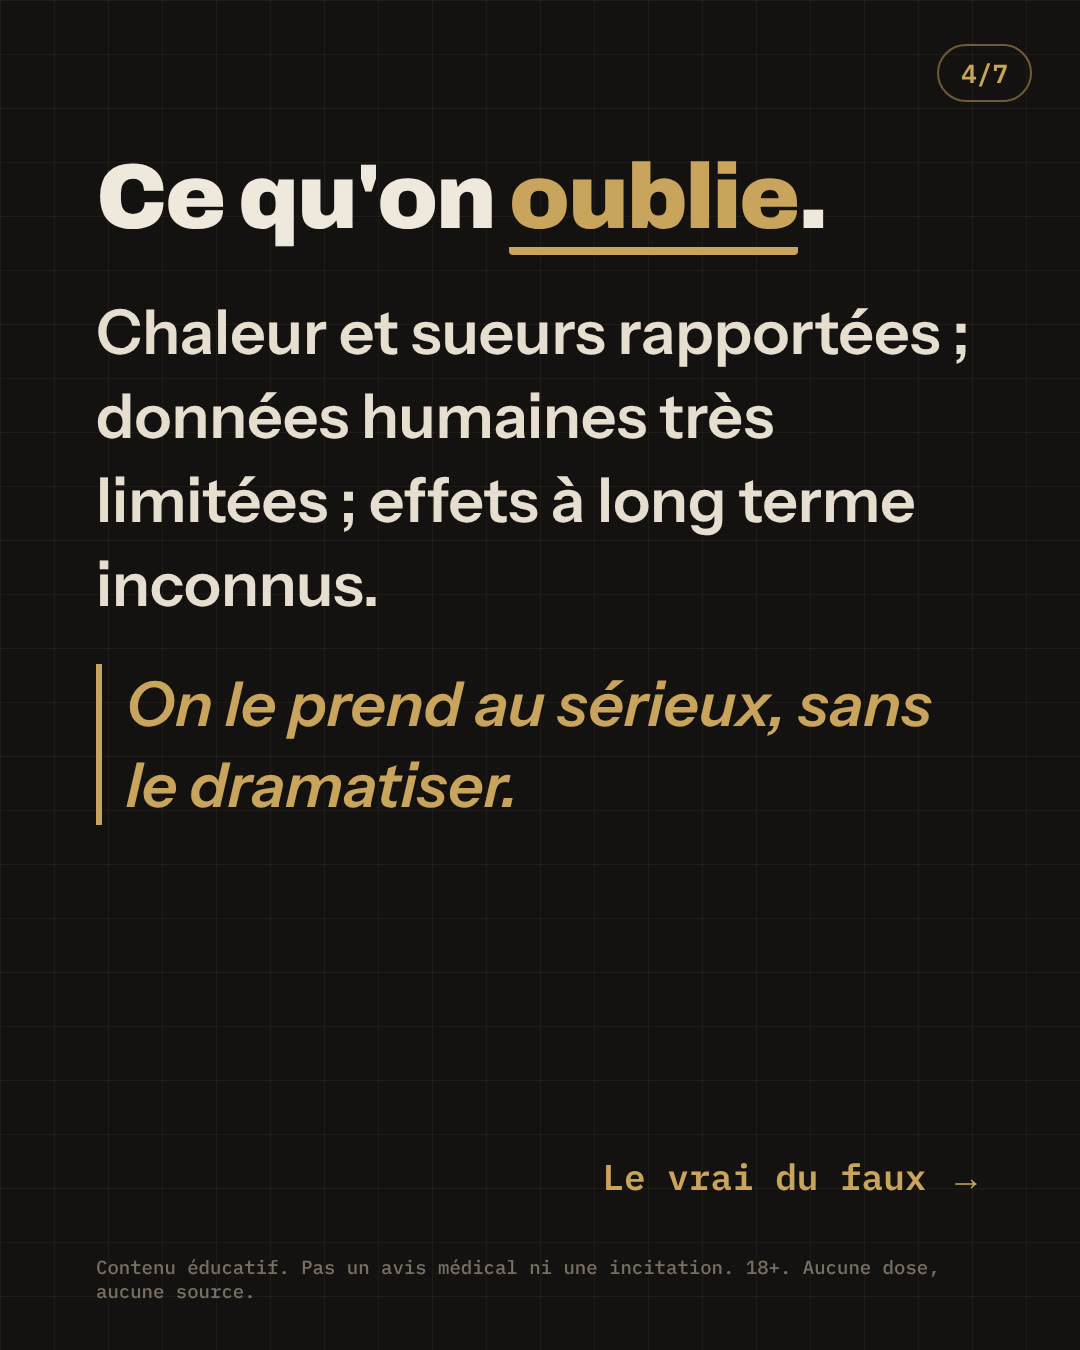 4/7
Ce qu'on oublie.
Chaleur et sueurs rapportées ;
données humaines très
limitées ; effets à long terme
inconnus.
On le prend au sérieux, sans
le dramatiser.
Le vrai du faux →
Contenu éducatif. Pas un avis médical ni une incitation. 18+. Aucune dose,
aucune source.